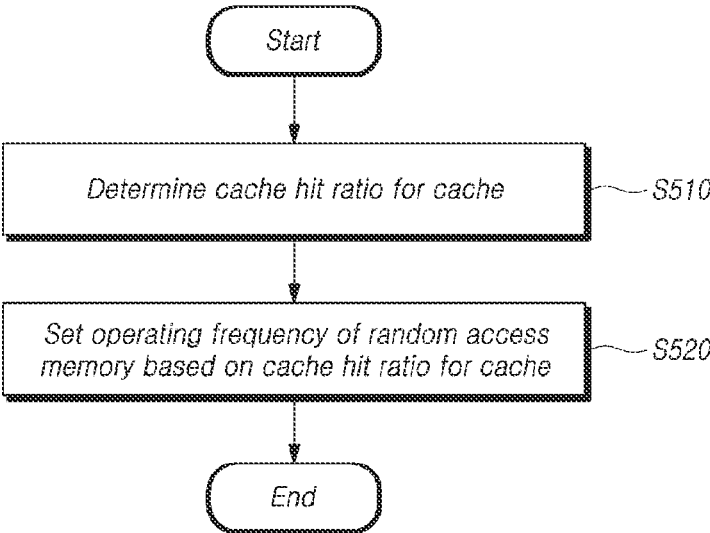 Start
Determine cache hit ratio for cache
S510
Set operating frequency of random access
memory based on cache hit ratio for cache
S520
End